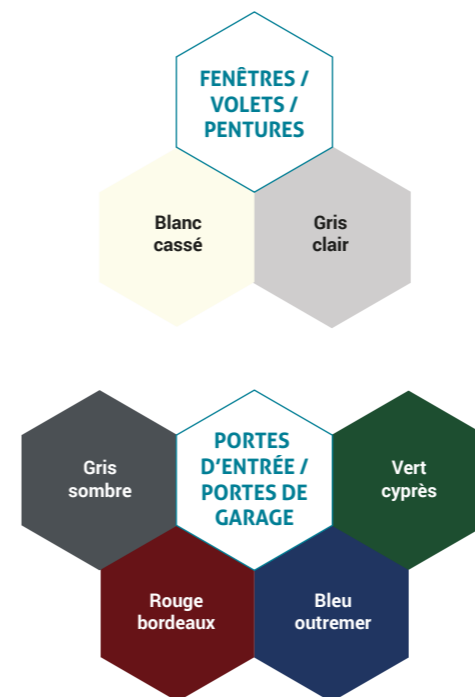 FENÊTRES /
VOLETS /
PENTURES
Blanc
cassé
Gris
clair
Gris
sombre
PORTES
D'ENTRÉE /
PORTES DE
GARAGE
Vert
cyprès
Rouge
bordeaux
Bleu
outremer